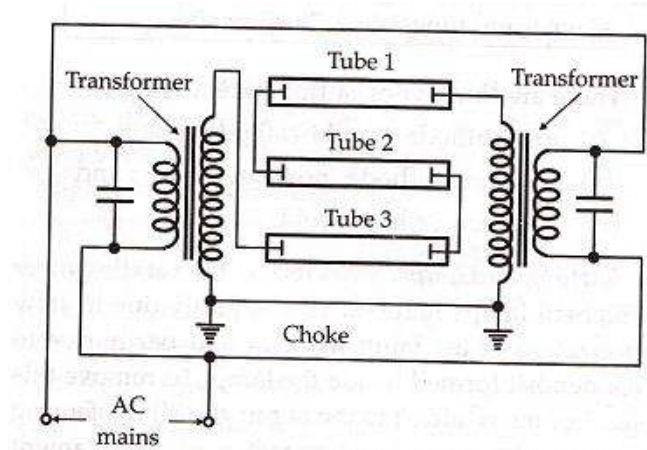 Transformer
Tube 1
Transformer
Tube 2
Tube 3
Choke
AC
mains